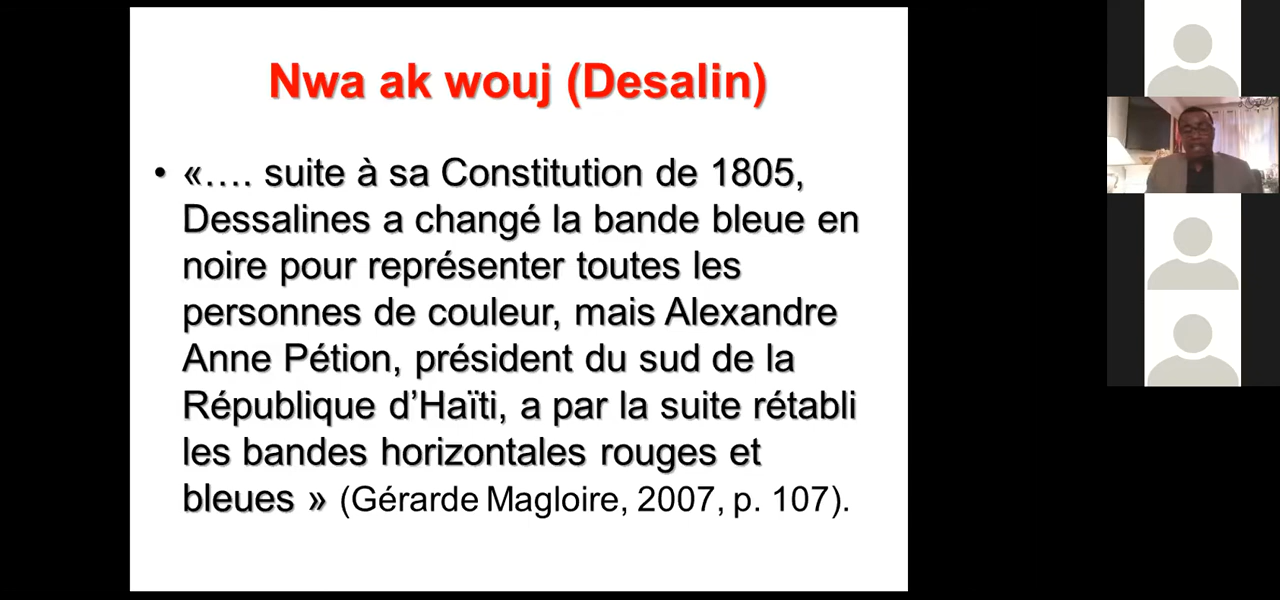 Nwa ak wouj (Desalin)
• «…. suite à sa Constitution de 1805,
Dessalines a changé la bande bleue en
noire pour représenter toutes les
personnes de couleur, mais Alexandre
Anne Pétion, président du sud de la
République d’Haïti, a par la suite rétabli
les bandes horizontales rouges et
bleues » (Gérarde Magloire, 2007, p. 107).